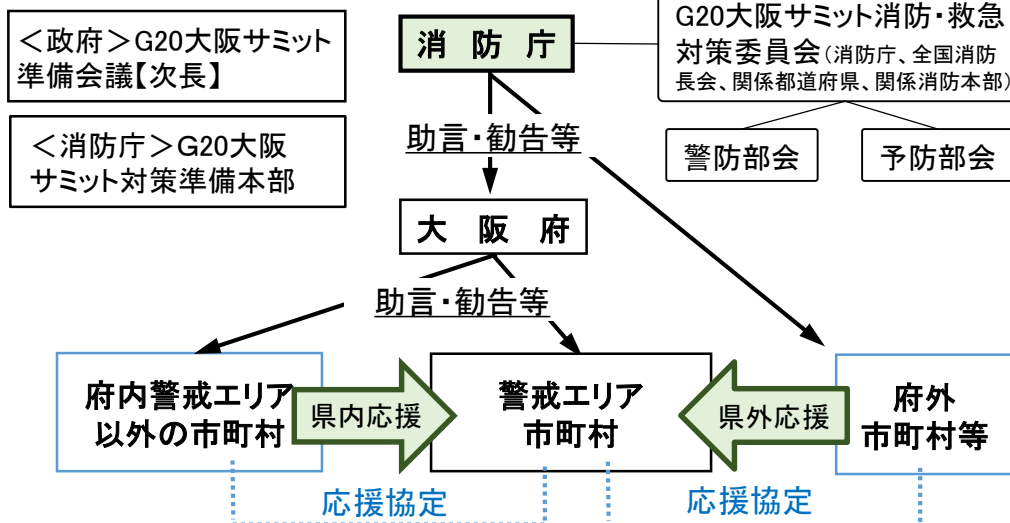 ＜政府＞G20大阪サミット
準備会議【次長】
＜消防庁＞G20大阪
サミット対策準備本部
消 防 庁
G20大阪サミット消防・救急
対策委員会(消防庁、全国消防
長会、関係都道府県、関係消防本部)
警防部会
予防部会
助言・勧告等
大 阪 府
助言・勧告等
府内警戒エリア
以外の市町村
県内応援
警戒エリア
市町村
県外応援
府外
市町村等
応援協定
応援協定